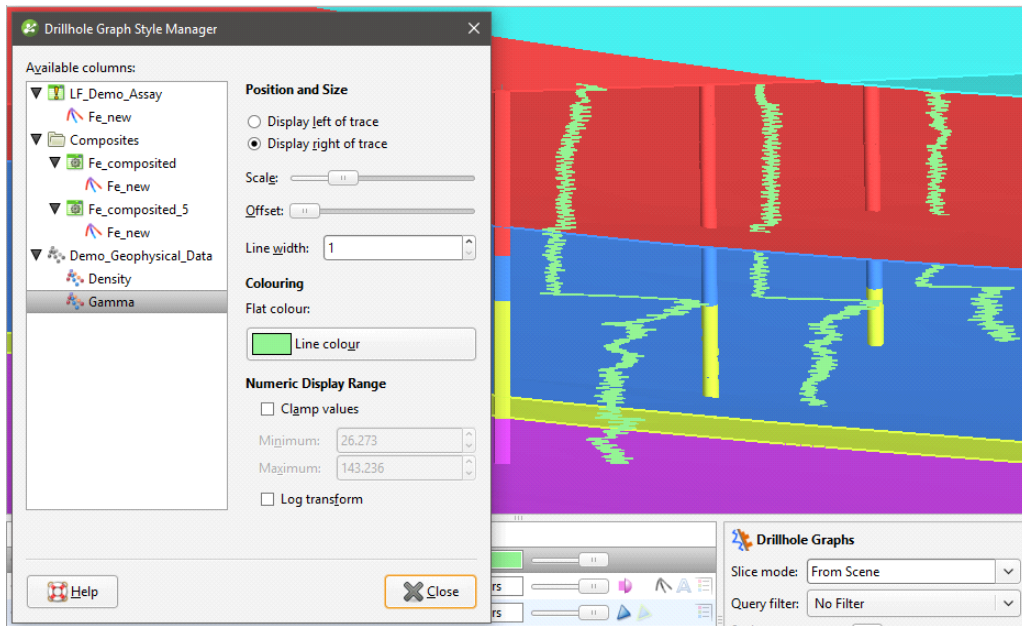 Drillhole Graph Style Manager
Available columns:
LF_Demo_Assay
Fe_new
Composites
Fe_composited
Fe_new
Fe_composited_5
Fe_new
Demo_Geophysical_Data
Density
Gamma
Position and Size
Display left of trace
Display right of trace
Scale:
Offset:
Line width: 1
Colouring
Flat colour:
Line colour
Numeric Display Range
Clamp values
Minimum: 26.273
Maximum: 143.236
Log transform
Help
Close
rs
rs
Drillhole Graphs
Slice mode: From Scene
Query filter: No Filter